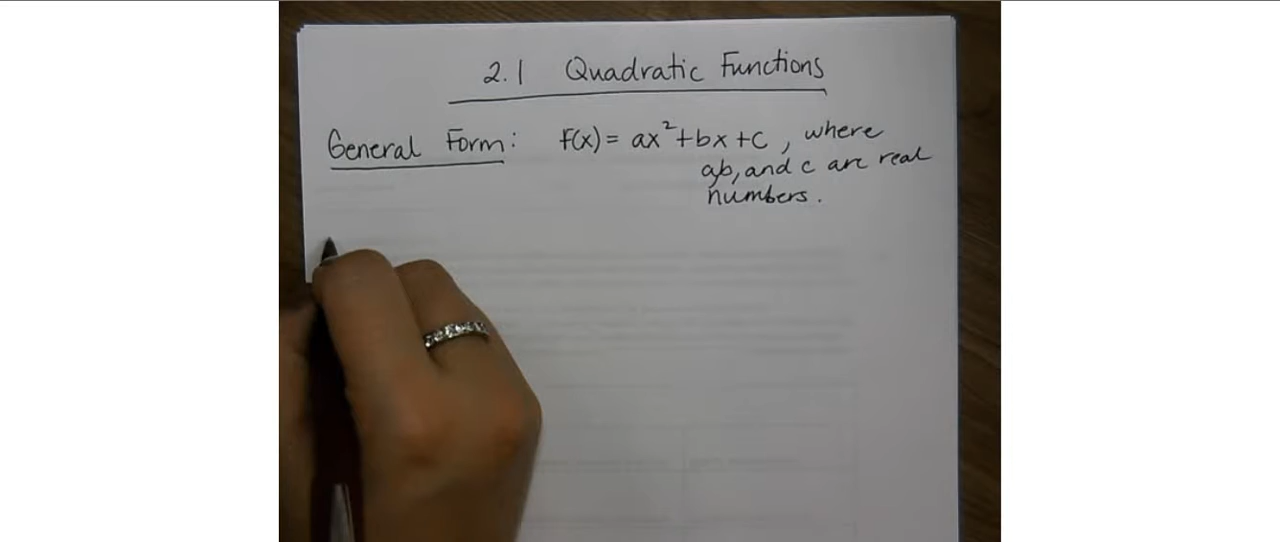 2.1 Quadratic Functions
General Form: f(x) = ax²+bx+c, where
a,b, and c are real
numbers.